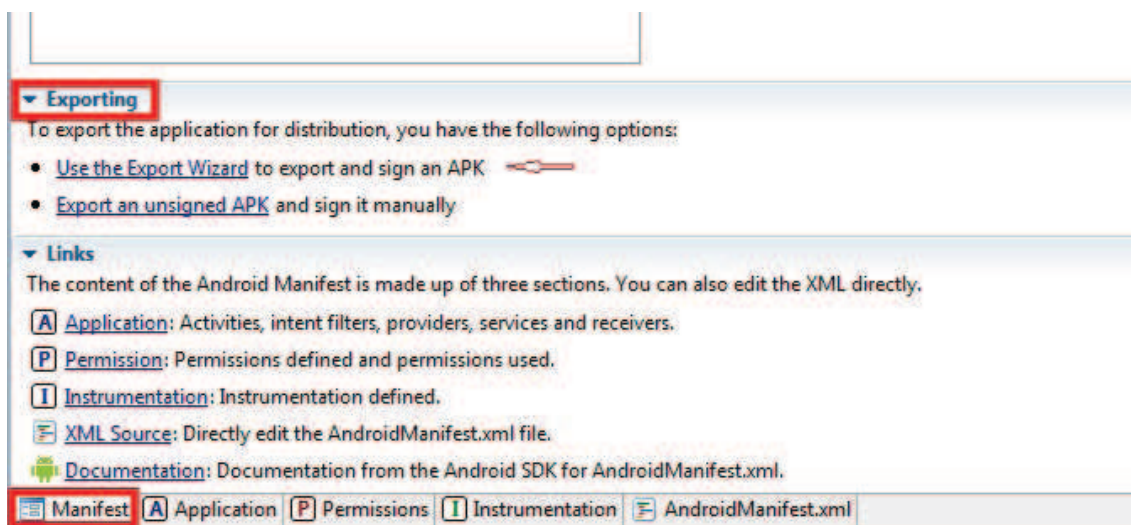 Exporting
To export the application for distribution, you have the following options:
Use the Export Wizard to export and sign an APK
Export an unsigned APK and sign it manually
Links
The content of the Android Manifest is made up of three sections. You can also edit the XML directly.
A Application: Activities, intent filters, providers, services and receivers.
P Permission: Permissions defined and permissions used.
I Instrumentation: Instrumentation defined.
XML Source: Directly edit the AndroidManifest.xml file.
Documentation: Documentation from the Android SDK for AndroidManifest.xml.
Manifest A Application P Permissions I Instrumentation AndroidManifest.xml